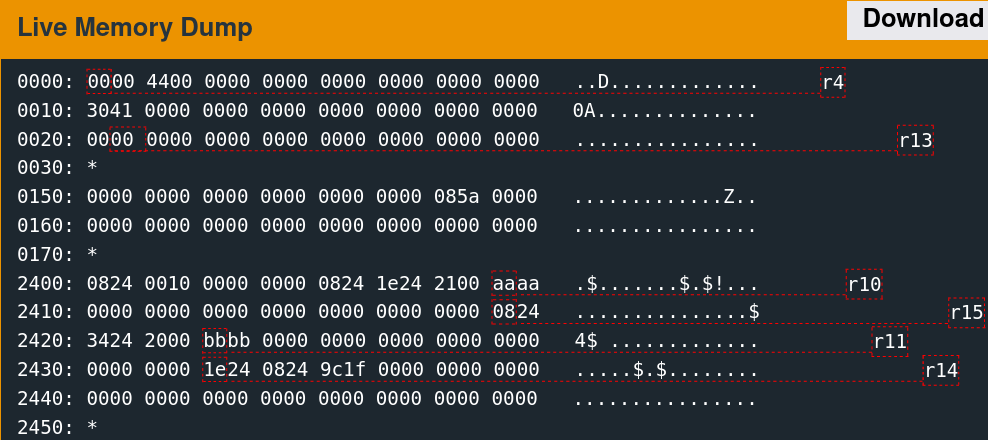 Live Memory Dump
Download
0000: 0000 4400 0000 0000 0000 0000 0000 0000 ..D............. r4
0010: 3041 0000 0000 0000 0000 0000 0000 0000 0A..............
0020: 0000 0000 0000 0000 0000 0000 0000 0000 ................ r13
0030: *
0150: 0000 0000 0000 0000 0000 0000 085a 0000 .............Z..
0160: 0000 0000 0000 0000 0000 0000 0000 0000 ................
0170: *
2400: 0824 0010 0000 0000 0824 1e24 2100 aaaa .$.......$.$!... r10
2410: 0000 0000 0000 0000 0000 0000 0000 0824 ...............$ r15
2420: 3424 2000 bbbb 0000 0000 0000 0000 0000 4$ ............. r11
2430: 0000 0000 1e24 0824 9c1f 0000 0000 0000 .....$.$........ r14
2440: 0000 0000 0000 0000 0000 0000 0000 0000 ................
2450: *